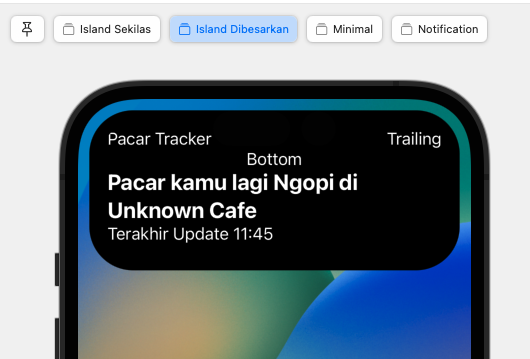 Island Sekilas
Island Dibesarkan
Minimal
Notification
Pacar Tracker
Trailing
Bottom
Pacar kamu lagi Ngopi di
Unknown Cafe
Terakhir Update 11:45